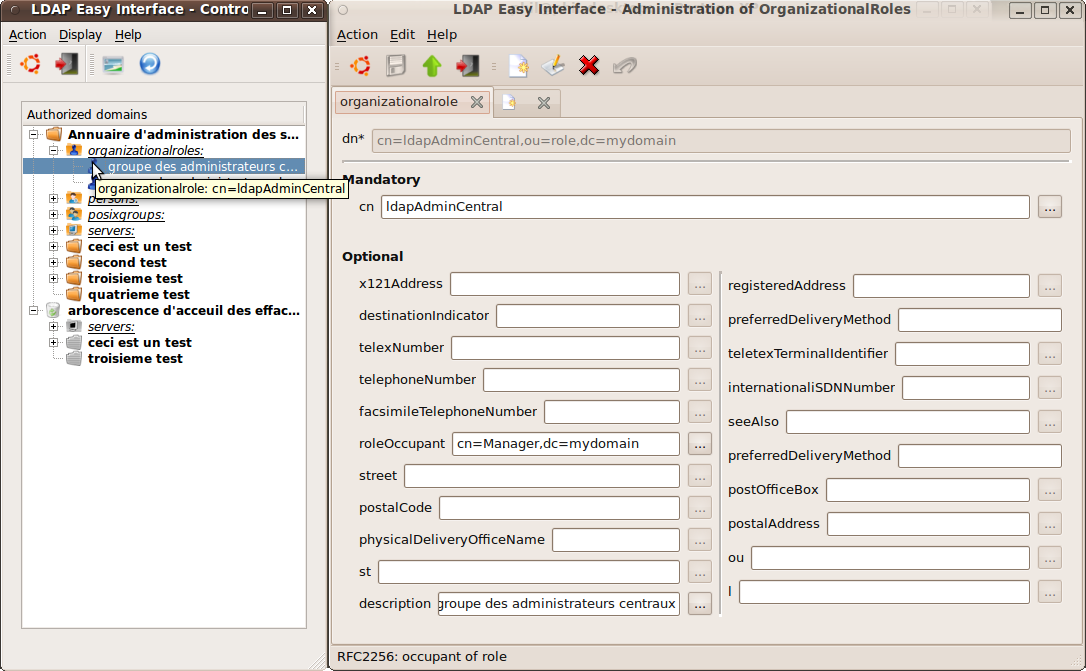 LDAP Easy Interface - Contro
Action Display Help
Authorized domains
Annuaire d'administration des s...
organizationalroles:
groupe des administrateurs c...
organizationalrole: cn=ldapAdminCentral
persons:
posixgroups:
servers:
ceci est un test
second test
troisieme test
quatrieme test
arborescence d'acceuil des effac...
servers:
ceci est un test
troisieme test
LDAP Easy Interface - Administration of OrganizationalRoles
Action Edit Help
organizationalrole
dn* cn=ldapAdminCentral,ou=role,dc=mydomain
Mandatory
cn ldapAdminCentral ...
Optional
x121Address ...
destinationIndicator ...
telexNumber ...
telephoneNumber ...
facsimileTelephoneNumber ...
roleOccupant cn=Manager,dc=mydomain ...
street ...
postalCode ...
physicalDeliveryOfficeName ...
st ...
description groupe des administrateurs centraux ...
registeredAddress ...
preferredDeliveryMethod
teletexTerminalIdentifier ...
internationaliSDNNumber ...
seeAlso ...
preferredDeliveryMethod
postOfficeBox ...
postalAddress ...
ou ...
l ...
RFC2256: occupant of role